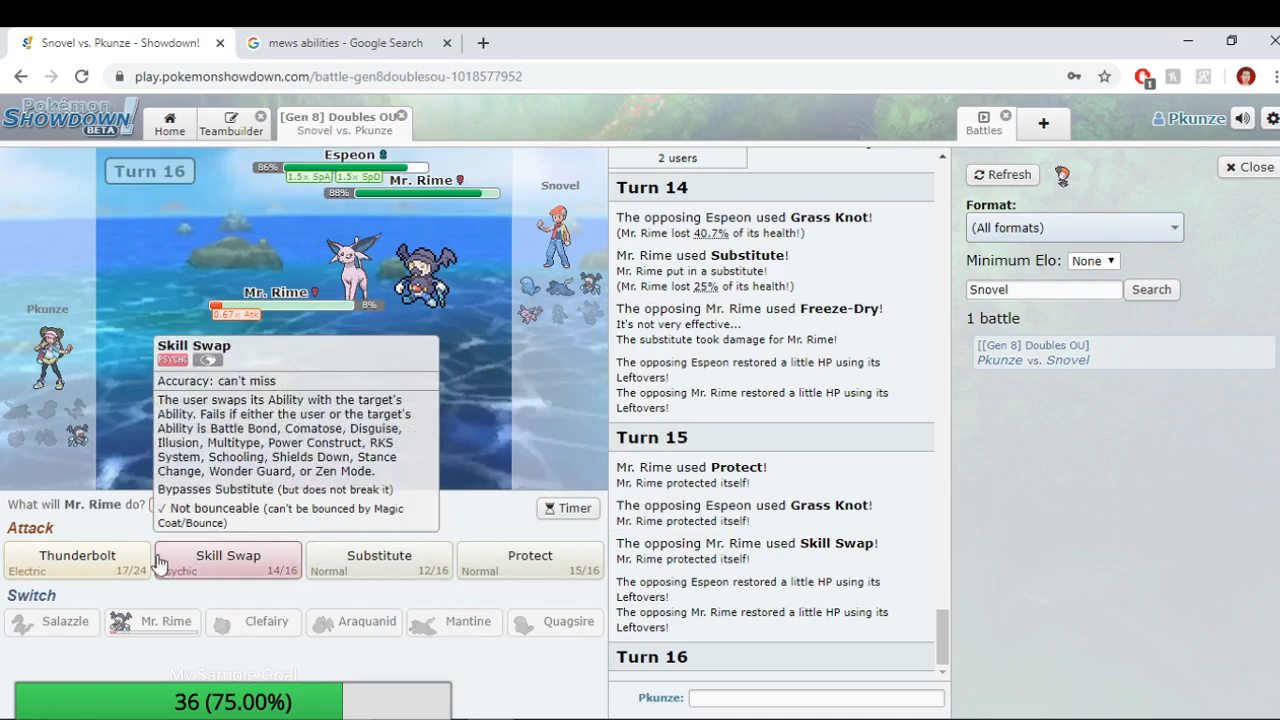 Snovel vs. Pkunze - Showdown!
mews abilities - Google Search
play.pokemonshowdown.com/battle-gen8doublesou-1018577952
1
Pokémon
SHOWDOWN!
BETA
Home
Teambuilder
[Gen 8] Doubles OU
Snovel vs. Pkunze
Battles
Pkunze
Turn 16
Espeon
86%
1.5× SpA
1.5× SpD
Mr. Rime
88%
Snovel
Pkunze
Mr. Rime
8%
0.67× Atk
Skill Swap
PSYCHC
Accuracy: can't miss
The user swaps its Ability with the target's
Ability. Fails if either the user or the target's
Ability is Battle Bond, Comatose, Disguise,
Illusion, Multitype, Power Construct, RKS
System, Schooling, Shields Down, Stance
Change, Wonder Guard, or Zen Mode.
Bypasses Substitute (but does not break it)
✓ Not bounceable (can't be bounced by Magic
Coat/Bounce)
What will Mr. Rime do?
Timer
Attack
Thunderbolt
Electric 17/24
Skill Swap
sychic 14/16
Substitute
Normal 12/16
Protect
Normal 15/16
Switch
Salazzle
Mr. Rime
Clefairy
Araquanid
Mantine
Quagsire
My Sample Goal
36 (75.00%)
2 users
Turn 14
The opposing Espeon used Grass Knot!
(Mr. Rime lost 40.7% of its health!)
Mr. Rime used Substitute!
Mr. Rime put in a substitute!
(Mr. Rime lost 25% of its health!)
The opposing Mr. Rime used Freeze-Dry!
It's not very effective...
The substitute took damage for Mr. Rime!
The opposing Espeon restored a little HP using its
Leftovers!
The opposing Mr. Rime restored a little HP using its
Leftovers!
Turn 15
Mr. Rime used Protect!
Mr. Rime protected itself!
The opposing Espeon used Grass Knot!
Mr. Rime protected itself!
The opposing Mr. Rime used Skill Swap!
Mr. Rime protected itself!
The opposing Espeon restored a little HP using its
Leftovers!
The opposing Mr. Rime restored a little HP using its
Leftovers!
Turn 16
Pkunze:
Refresh
Close
Format:
(All formats)
Minimum Elo: None
Snovel
Search
1 battle
[[Gen 8] Doubles OU]
Pkunze vs. Snovel